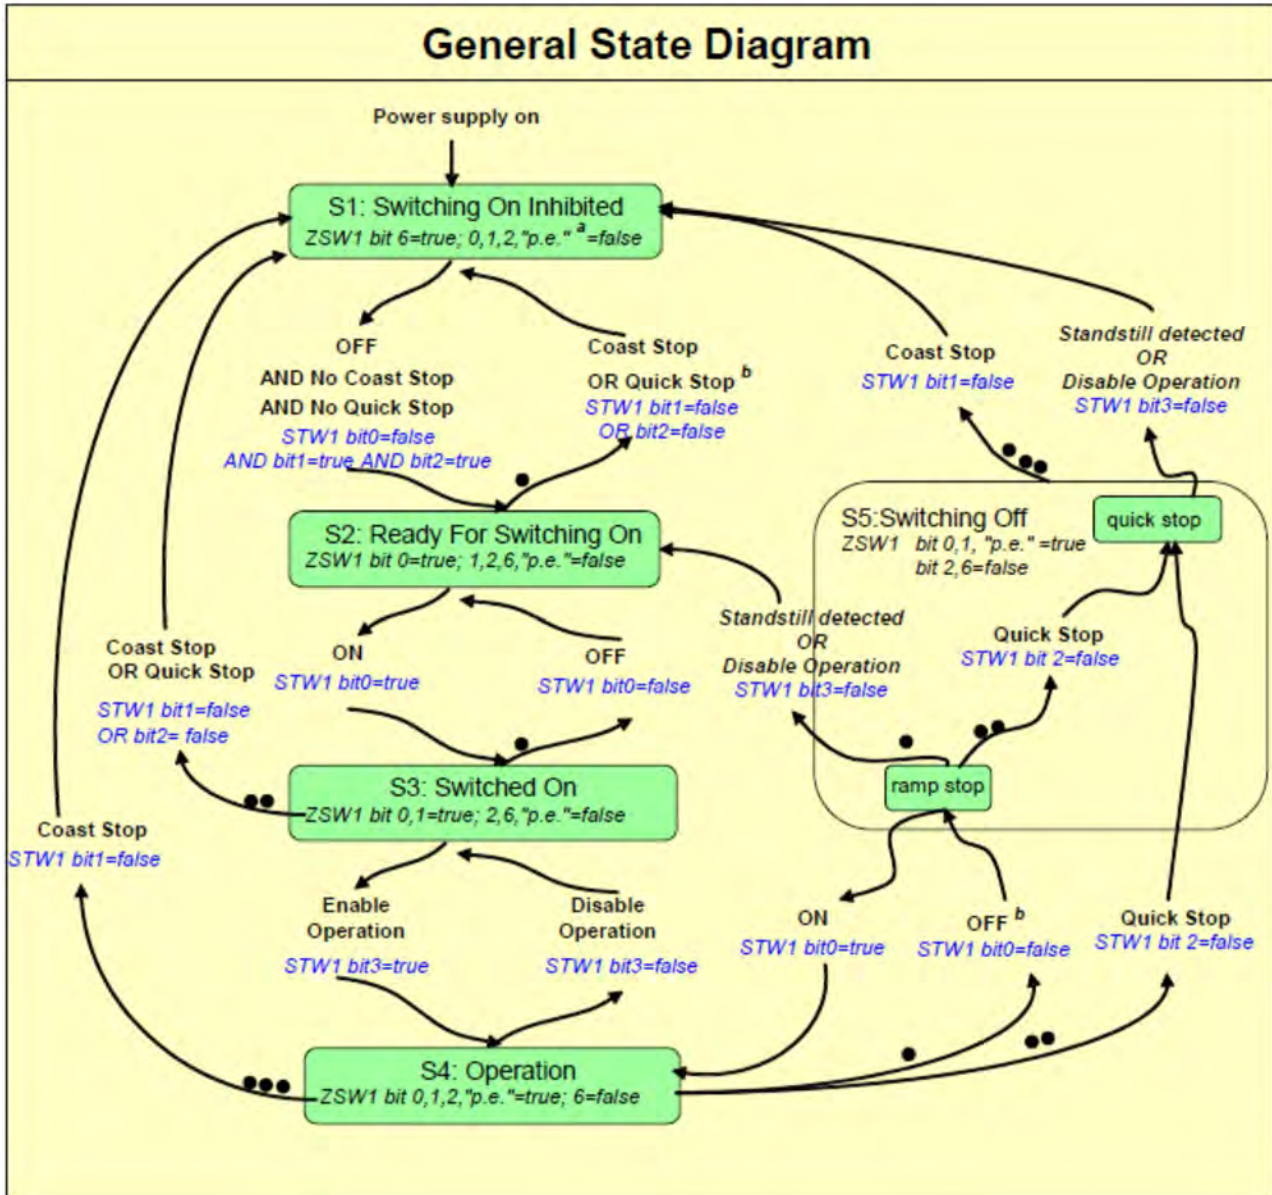 General State Diagram
Power supply on
S1: Switching On Inhibited
ZSW1 bit 6=true; 0,1,2,"p.e." a =false
OFF
AND No Coast Stop
AND No Quick Stop
STW1 bit0=false
AND bit1=true AND bit2=true
Coast Stop
OR Quick Stop b
STW1 bit1=false
OR bit2=false
Coast Stop
STW1 bit1=false
Standstill detected
OR
Disable Operation
STW1 bit3=false
S2: Ready For Switching On
ZSW1 bit 0=true; 1,2,6,"p.e."=false
S5:Switching Off
ZSW1 bit 0,1, "p.e." =true
bit 2,6=false
quick stop
Coast Stop
OR Quick Stop
STW1 bit1=false
OR bit2= false
ON
STW1 bit0=true
OFF
STW1 bit0=false
Standstill detected
OR
Disable Operation
STW1 bit3=false
Quick Stop
STW1 bit 2=false
ramp stop
S3: Switched On
ZSW1 bit 0,1=true; 2,6,"p.e."=false
Coast Stop
STW1 bit1=false
Enable
Operation
STW1 bit3=true
Disable
Operation
STW1 bit3=false
ON
STW1 bit0=true
OFF b
STW1 bit0=false
Quick Stop
STW1 bit 2=false
S4: Operation
ZSW1 bit 0,1,2,"p.e."=true; 6=false